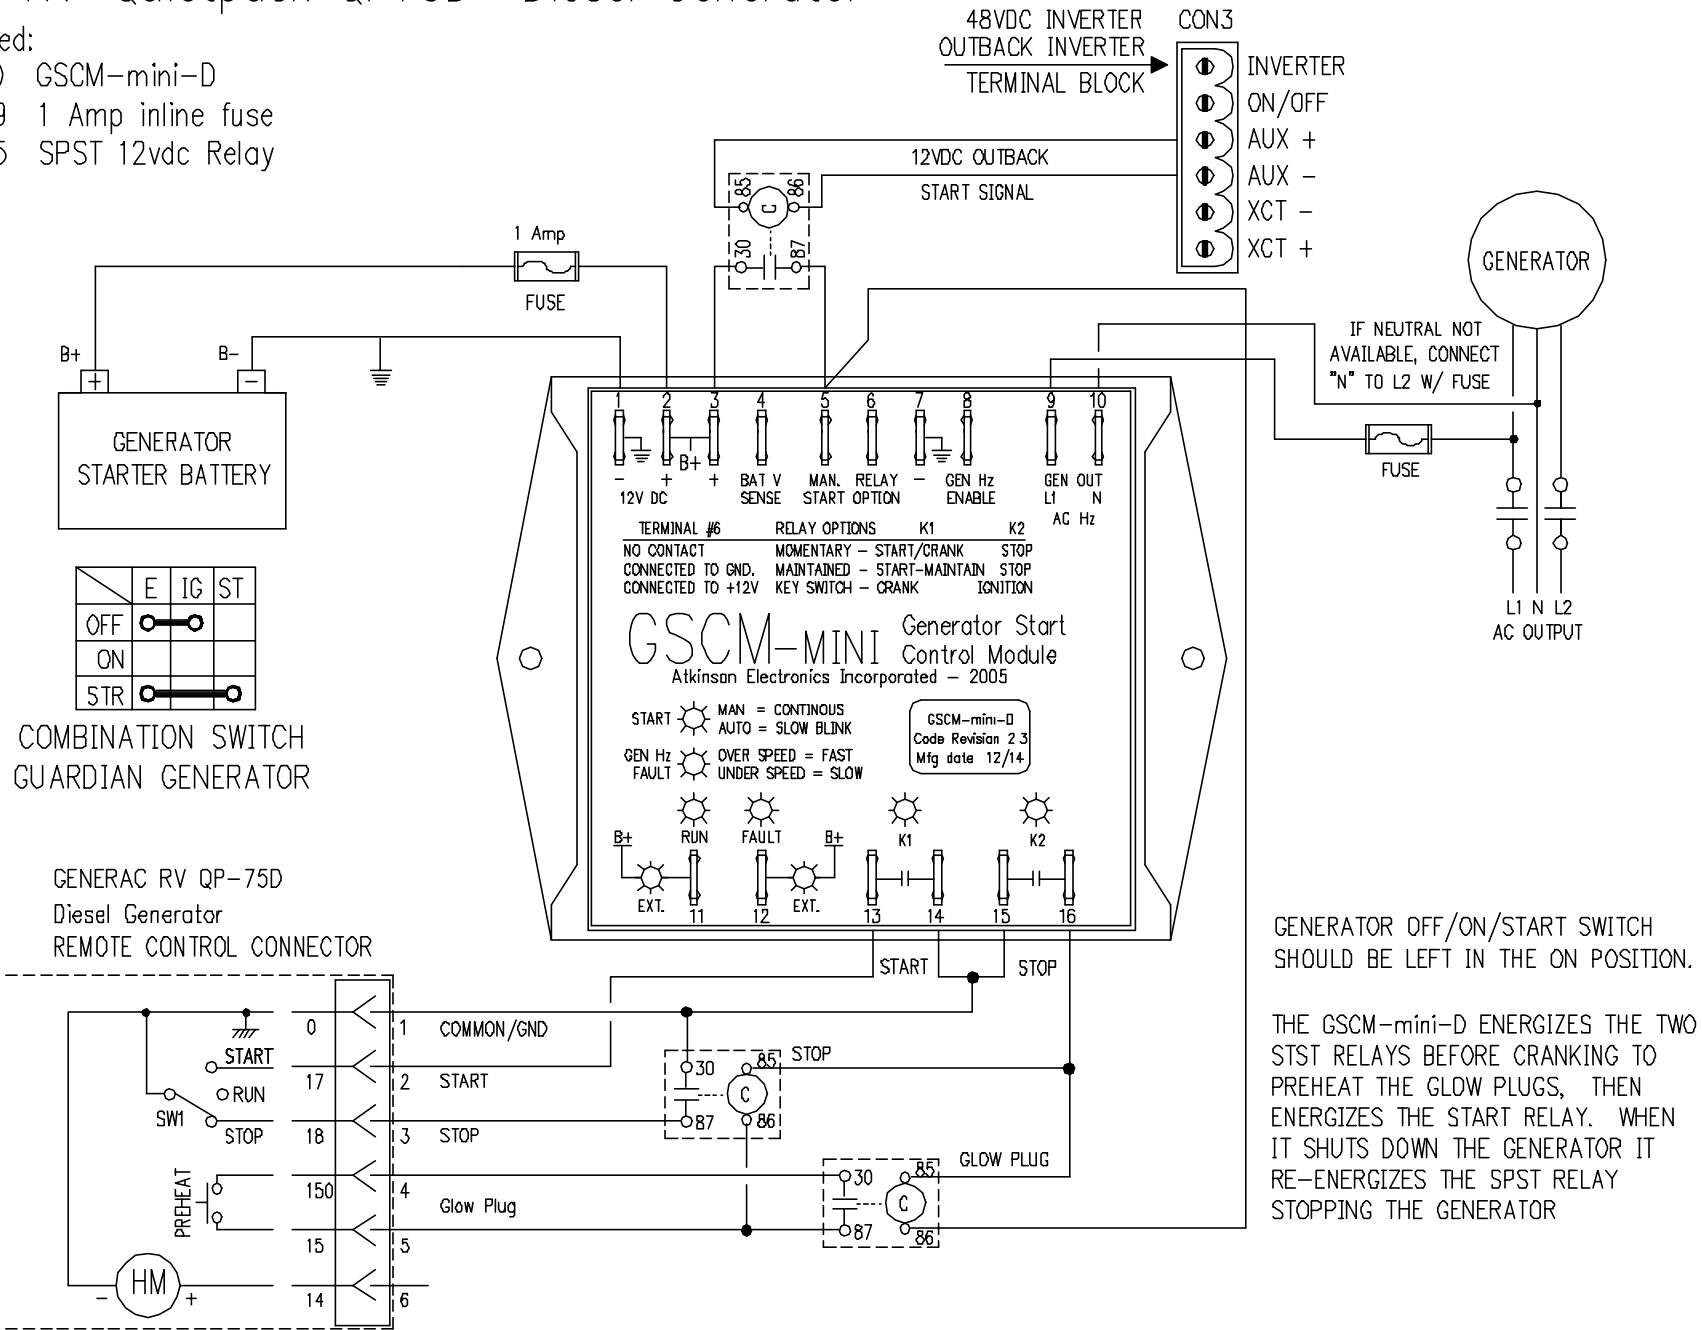 ed:
GSCM-mini-D
9 1 Amp inline fuse
5 SPST 12vdc Relay
48VDC INVERTER
OUTBACK INVERTER
TERMINAL BLOCK
CON3
INVERTER
ON/OFF
AUX +
AUX -
XCT -
XCT +
12VDC OUTBACK
START SIGNAL
85
86
C
30
87
1 Amp
FUSE
B+
B-
+
-
GENERATOR
STARTER BATTERY
GENERATOR
IF NEUTRAL NOT
AVAILABLE, CONNECT
"N" TO L2 W/ FUSE
FUSE
L1 N L2
AC OUTPUT
E IG ST
OFF
ON
STR
COMBINATION SWITCH
GUARDIAN GENERATOR
1 2 3 4 5 6 7 8 9 10
B+
- + + BAT V MAN. RELAY - GEN Hz GEN OUT
12V DC SENSE START OPTION ENABLE L1 N
AC Hz
TERMINAL #6 RELAY OPTIONS K1 K2
NO CONTACT MOMENTARY - START/CRANK STOP
CONNECTED TO GND. MAINTAINED - START-MAINTAIN STOP
CONNECTED TO +12V KEY SWITCH - CRANK IGNITION
GSCM-MINI
Generator Start
Control Module
Atkinson Electronics Incorporated - 2005
START
MAN = CONTINOUS
AUTO = SLOW BLINK
GEN Hz
FAULT
OVER SPEED = FAST
UNDER SPEED = SLOW
GSCM-mini-D
Code Revision 2.3
Mfg date 12/14
B+ RUN FAULT B+ K1 K2
EXT. 11 12 EXT. 13 14 15 16
GENERAC RV QP-75D
Diesel Generator
REMOTE CONTROL CONNECTOR
START
STOP
0 1 COMMON/GND
START
17 2 START
RUN
SW1
STOP
18 3 STOP
PREHEAT
150 4
Glow Plug
15 5
HM
- +
14 6
30
85
STOP
C
87
86
30
85
GLOW PLUG
C
87
86
GENERATOR OFF/ON/START SWITCH
SHOULD BE LEFT IN THE ON POSITION.
THE GSCM-mini-D ENERGIZES THE TWO
STST RELAYS BEFORE CRANKING TO
PREHEAT THE GLOW PLUGS, THEN
ENERGIZES THE START RELAY. WHEN
IT SHUTS DOWN THE GENERATOR IT
RE-ENERGIZES THE SPST RELAY
STOPPING THE GENERATOR